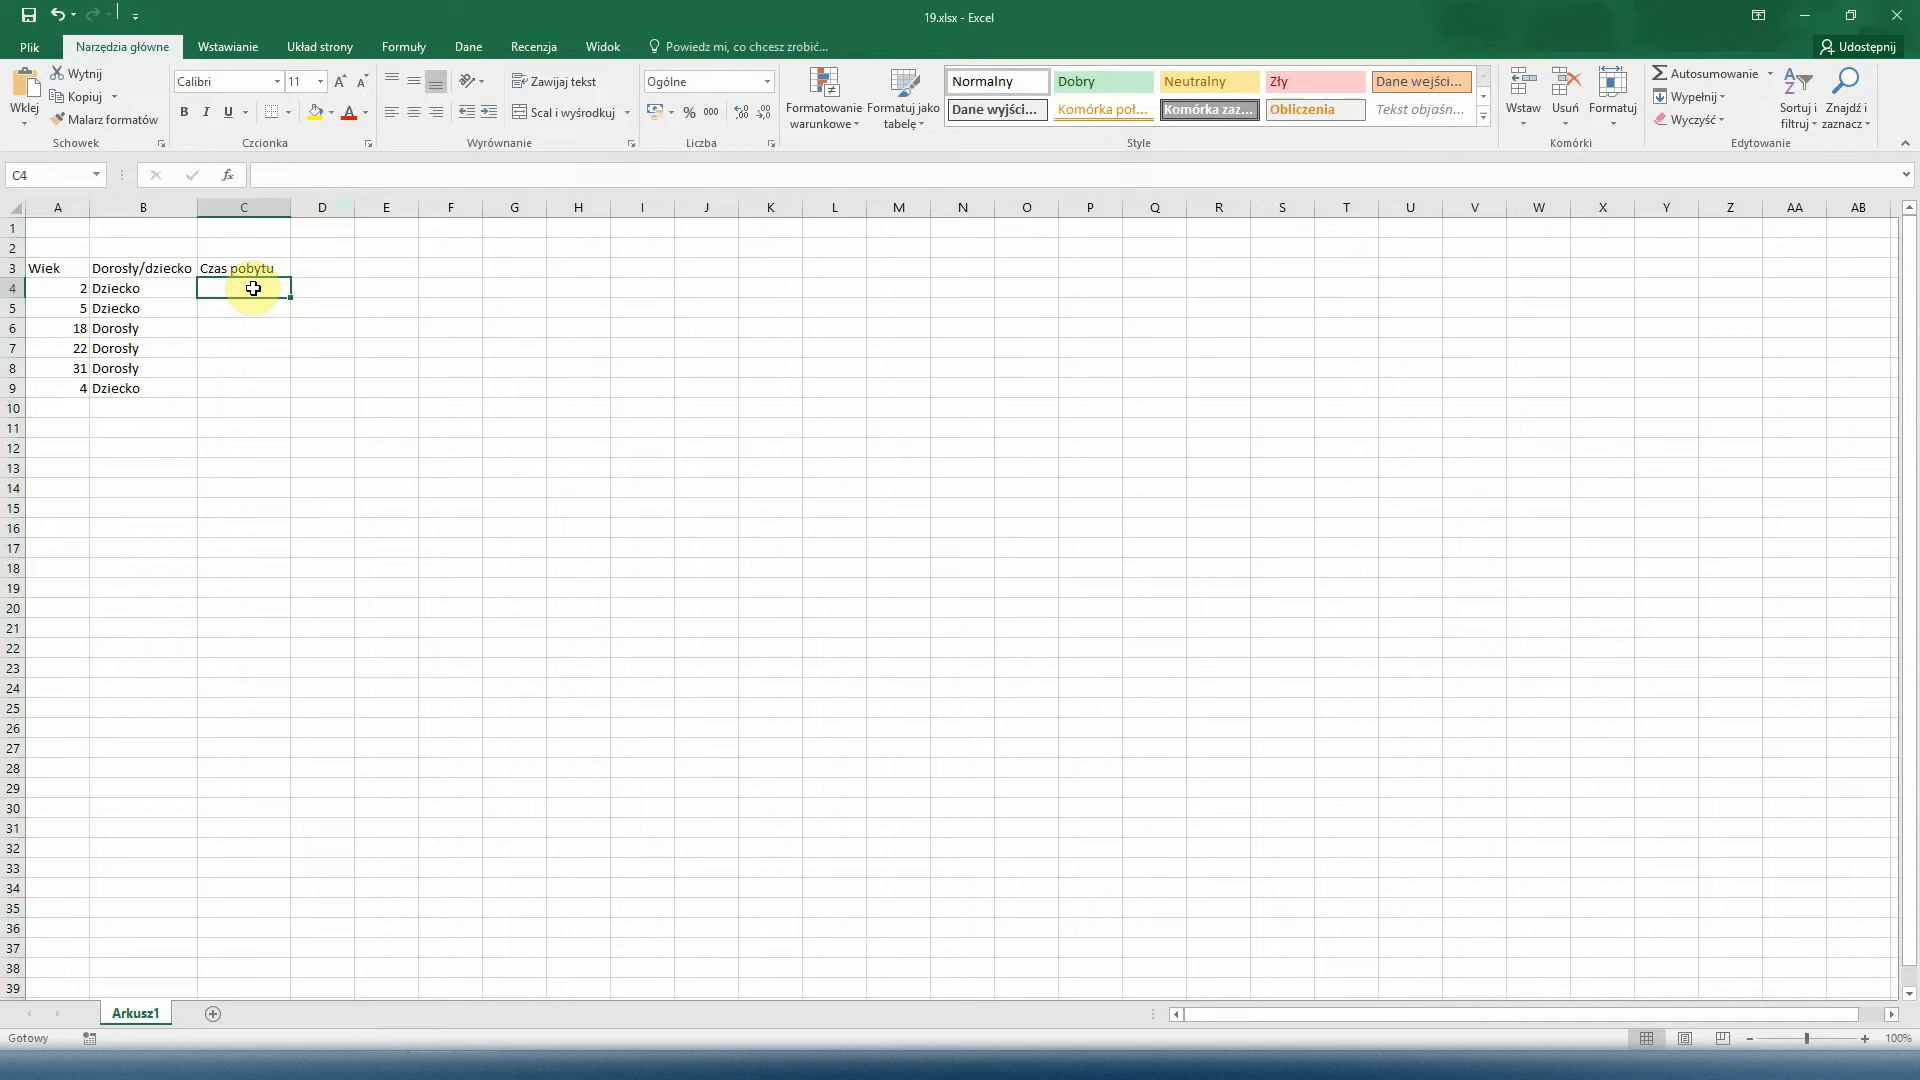 19.xlsx - Excel
Plik Narzędzia główne Wstawianie Układ strony Formuły Dane Recenzja Widok Powiedz mi, co chcesz zrobić... Udostępnij
Wklej
Wytnij
Kopiuj
Malarz formatów
Schowek
Calibri 11
B I U
Czcionka
Zawijaj tekst
Scal i wyśrodkuj
Wyrównanie
Ogólne
% 000
Liczba
Formatowanie warunkowe
Formatuj jako tabelę
Normalny Dobry Neutralny Zły Dane wejści...
Dane wyjści... Komórka poł... Komórka zaz... Obliczenia Tekst objaśn...
Style
Wstaw Usuń Formatuj
Komórki
Autosumowanie
Wypełnij
Wyczyść
Sortuj i filtruj
Znajdź i zaznacz
Edytowanie
C4 fx
A B C D E F G H I J K L M N O P Q R S T U V W X Y Z AA AB
1
2
3 Wiek Dorosły/dziecko Czas pobytu
4 2 Dziecko
5 5 Dziecko
6 18 Dorosły
7 22 Dorosły
8 31 Dorosły
9 4 Dziecko
10
11
12
13
14
15
16
17
18
19
20
21
22
23
24
25
26
27
28
29
30
31
32
33
34
35
36
37
38
39
Arkusz1
Gotowy 100%